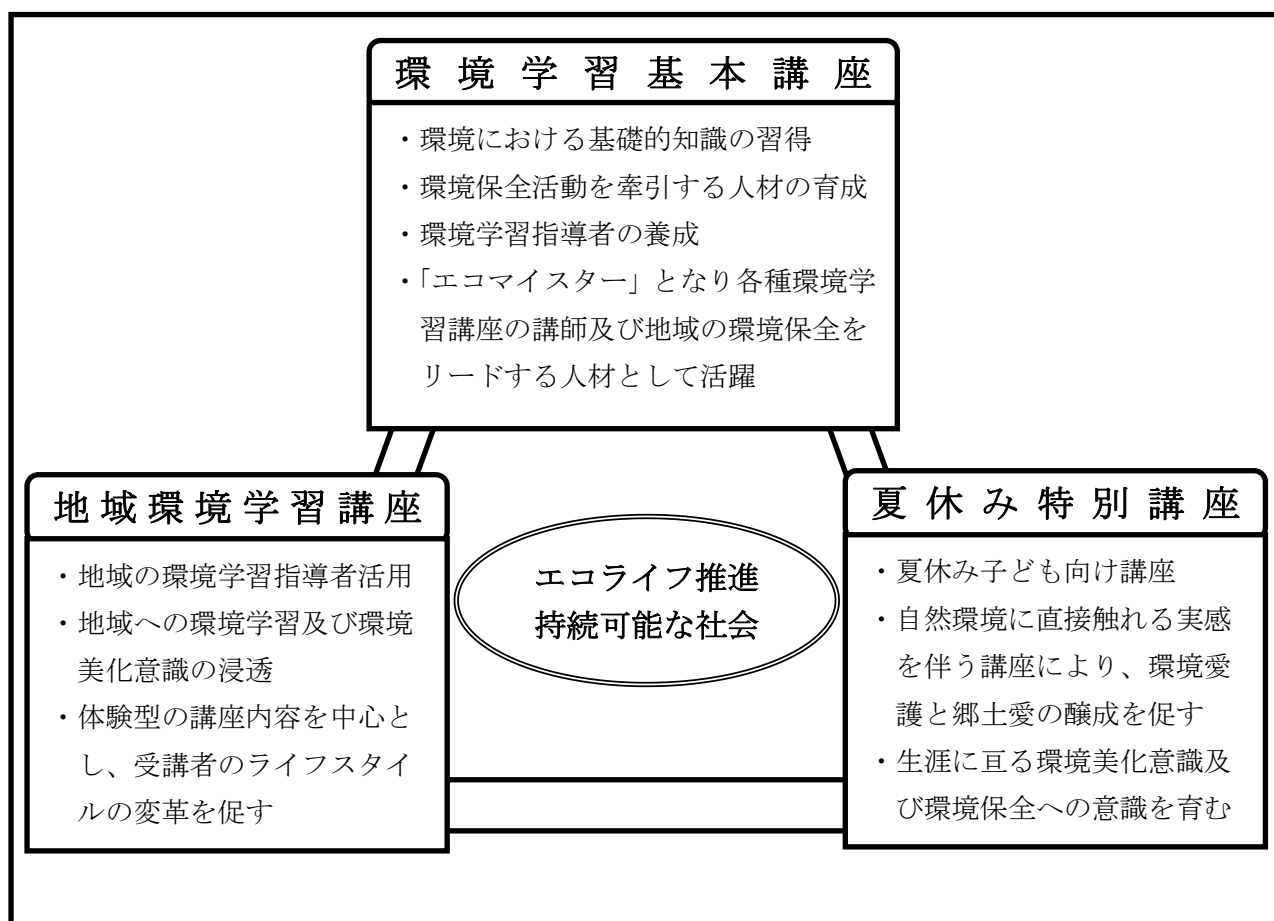 環境学習基本講座
・環境における基礎的知識の習得
・環境保全活動を牽引する人材の育成
・環境学習指導者の養成
・「エコマイスター」となり各種環境学
習講座の講師及び地域の環境保全を
リードする人材として活躍
地域環境学習講座
・地域の環境学習指導者活用
・地域への環境学習及び環境
美化意識の浸透
・体験型の講座内容を中心と
し、受講者のライフスタイ
ルの変革を促す
エコライフ推進
持続可能な社会
夏休み特別講座
・夏休み子ども向け講座
・自然環境に直接触れる実感
を伴う講座により、環境愛
護と郷土愛の醸成を促す
・生涯に亘る環境美化意識及
び環境保全への意識を育む